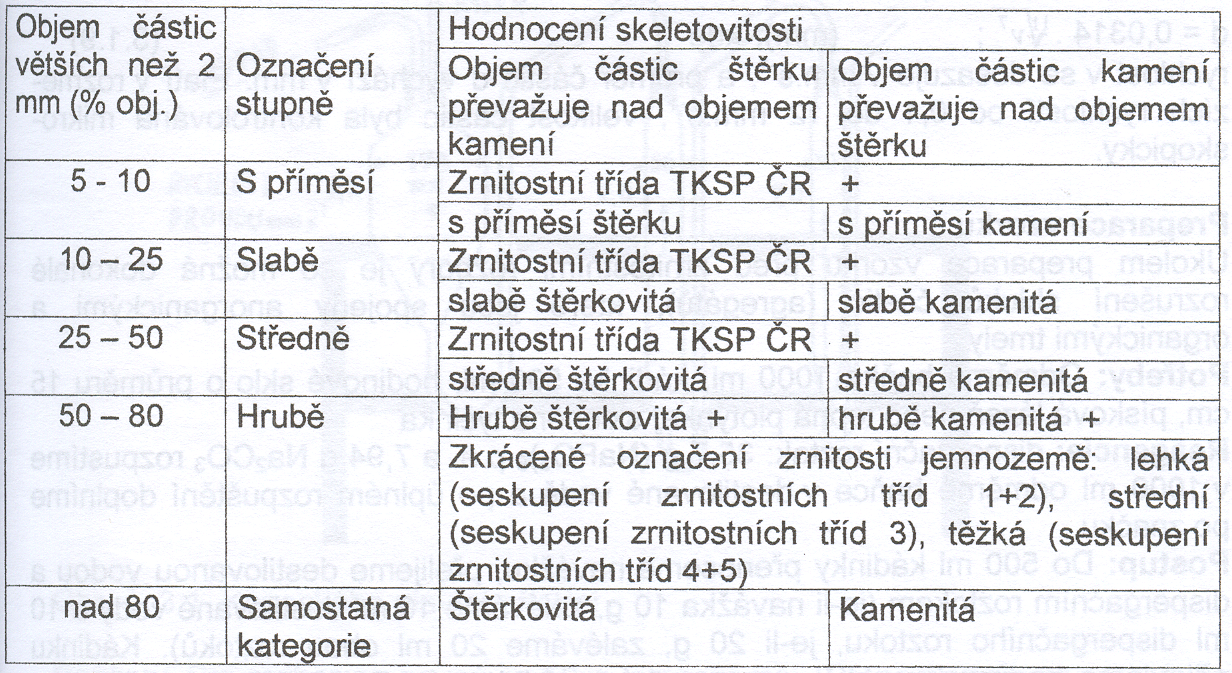 Objem částic větších než 2 mm (% obj.)
Označení stupně
Hodnocení skeletovitosti
Objem částic štěrku převažuje nad objemem kamení
Objem částic kamení převažuje nad objemem štěrku
5 - 10
S příměsí
Zrnitostní třída TKSP ČR +
s příměsí štěrku
s příměsí kamení
10 – 25
Slabě
Zrnitostní třída TKSP ČR +
slabě štěrkovitá
slabě kamenitá
25 – 50
Středně
Zrnitostní třída TKSP ČR +
středně štěrkovitá
středně kamenitá
50 – 80
Hrubě
Hrubě štěrkovitá +
hrubě kamenitá +
Zkrácené označení zrnitosti jemnozemě: lehká
(seskupení zrnitostních tříd 1+2), střední
(seskupení zrnitostních tříd 3), těžká (seskupení
zrnitostních tříd 4+5)
nad 80
Samostatná kategorie
Štěrkovitá
Kamenitá